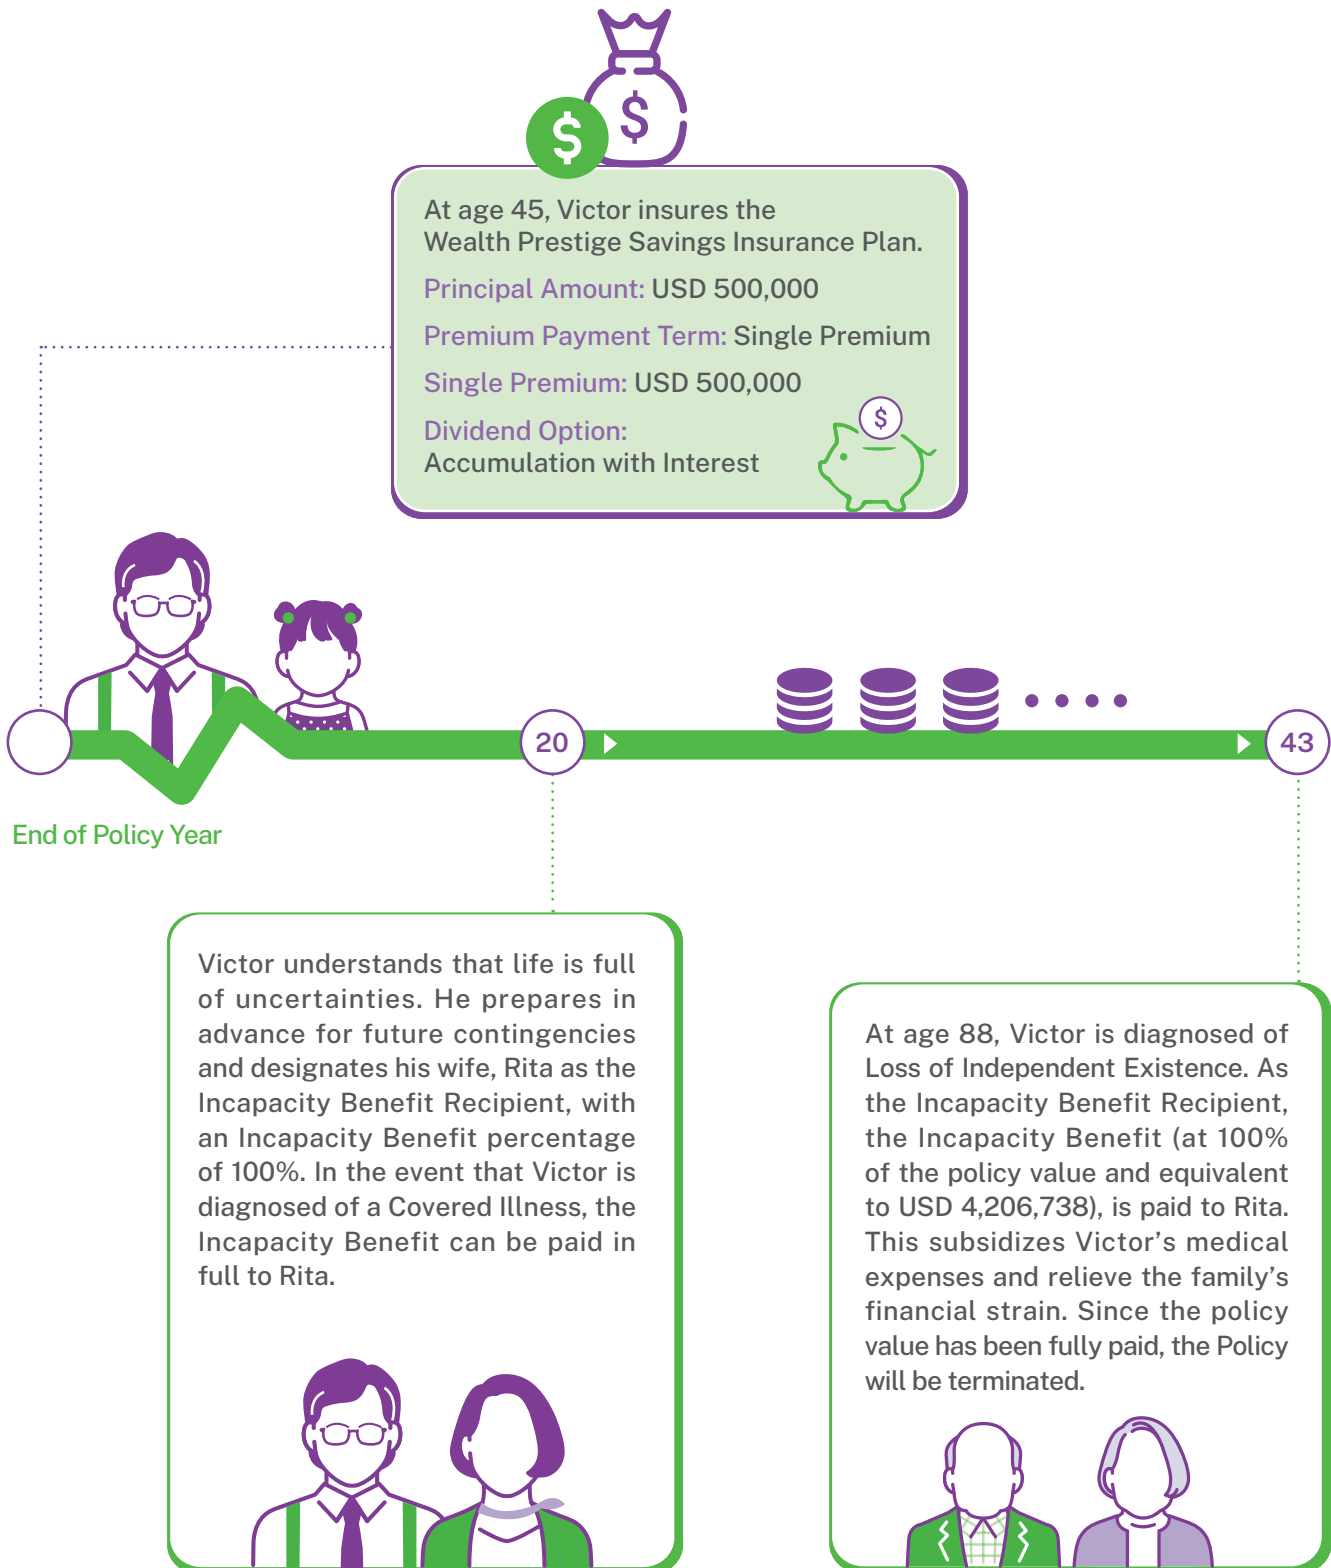 $
$
At age 45, Victor insures the
Wealth Prestige Savings Insurance Plan.
Principal Amount: USD 500,000
Premium Payment Term: Single Premium
Single Premium: USD 500,000
Dividend Option:
Accumulation with Interest
$
20
43
End of Policy Year
Victor understands that life is full
of uncertainties. He prepares in
advance for future contingencies
and designates his wife, Rita as the
Incapacity Benefit Recipient, with
an Incapacity Benefit percentage
of 100%. In the event that Victor is
diagnosed of a Covered Illness, the
Incapacity Benefit can be paid in
full to Rita.
At age 88, Victor is diagnosed of
Loss of Independent Existence. As
the Incapacity Benefit Recipient,
the Incapacity Benefit (at 100%
of the policy value and equivalent
to USD 4,206,738), is paid to Rita.
This subsidizes Victor’s medical
expenses and relieve the family’s
financial strain. Since the policy
value has been fully paid, the Policy
will be terminated.